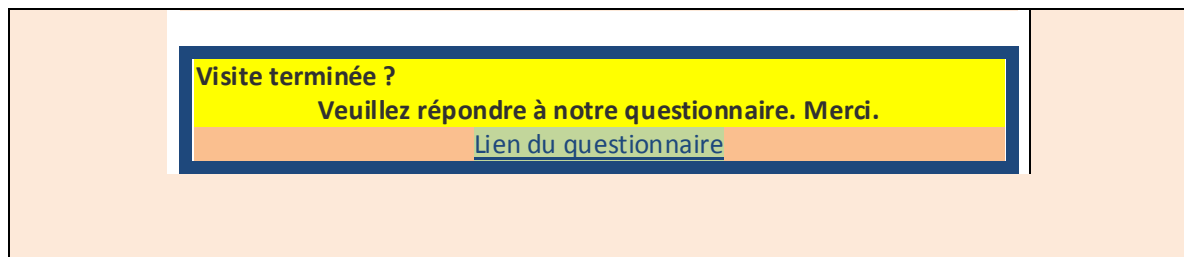 Visite terminée ?
Veuillez répondre à notre questionnaire. Merci.
Lien du questionnaire